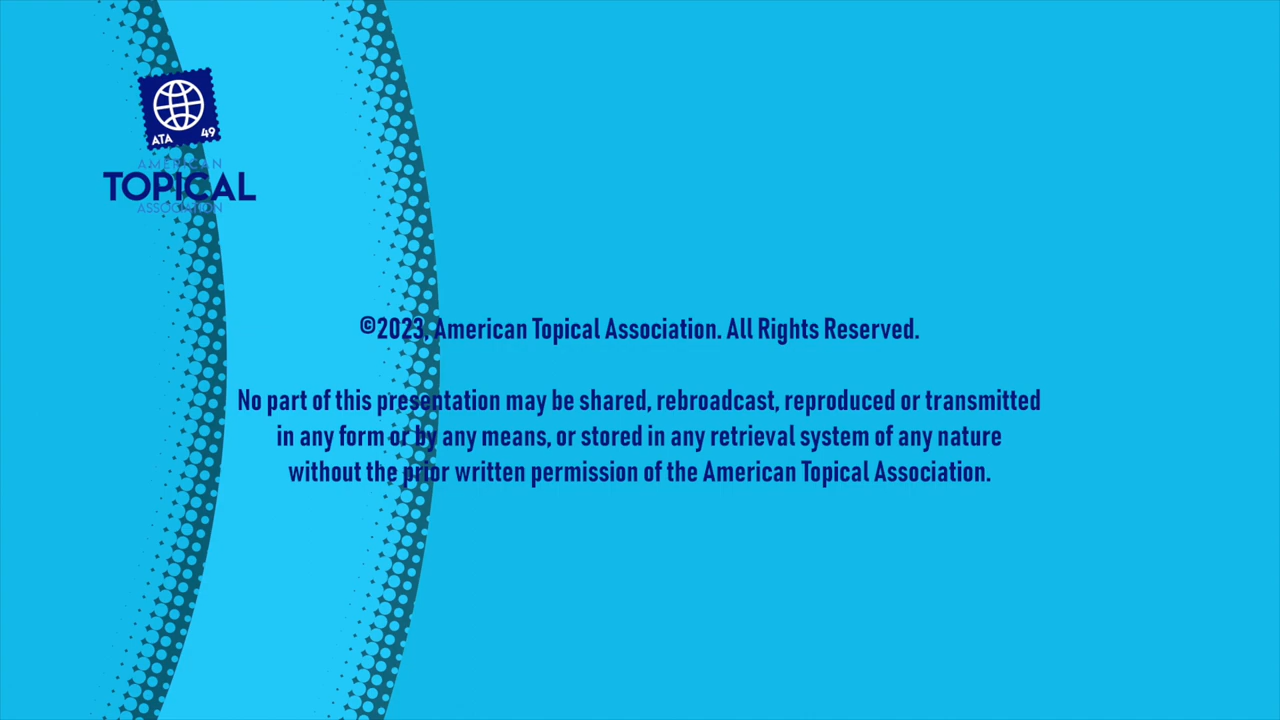 ATA 49
AMERICAN
TOPICAL
ASSOCIATION
©2023, American Topical Association. All Rights Reserved.
No part of this presentation may be shared, rebroadcast, reproduced or transmitted
in any form or by any means, or stored in any retrieval system of any nature
without the prior written permission of the American Topical Association.